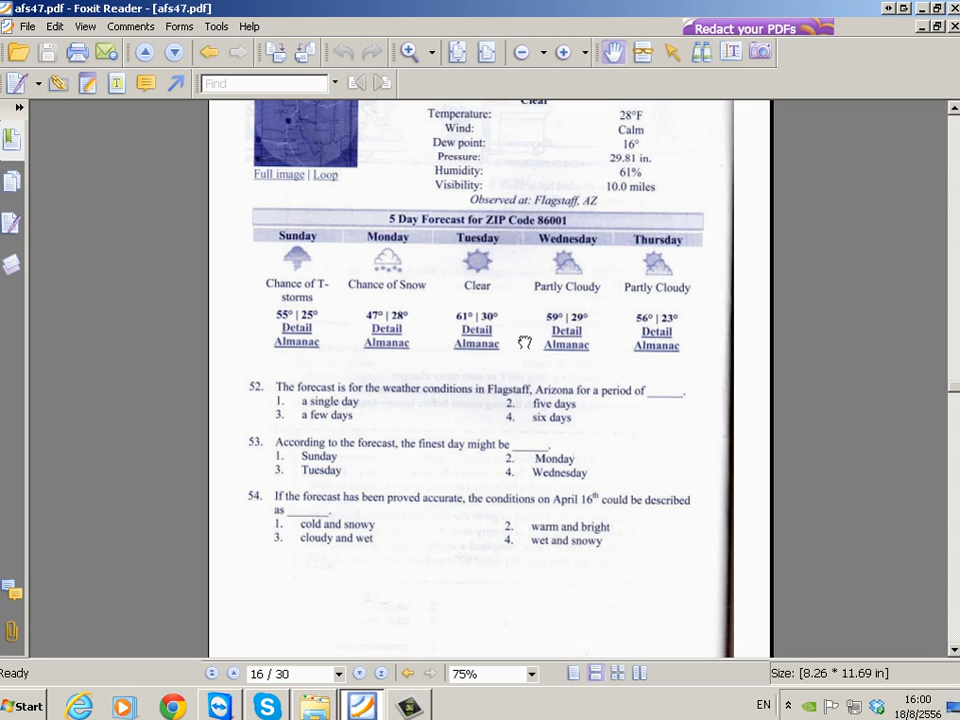 afs47.pdf - Foxit Reader - [afs47.pdf]
File Edit View Comments Forms Tools Help
Redact your PDFs
Find
Clear
Temperature: 28°F
Wind: Calm
Dew point: 16°
Pressure: 29.81 in.
Humidity: 61%
Visibility: 10.0 miles
Full image | Loop
Observed at: Flagstaff, AZ
5 Day Forecast for ZIP Code 86001
Sunday Monday Tuesday Wednesday Thursday
Chance of T-storms Chance of Snow Clear Partly Cloudy Partly Cloudy
55° | 25° 47° | 28° 61° | 30° 59° | 29° 56° | 23°
Detail Detail Detail Detail Detail
Almanac Almanac Almanac Almanac Almanac
52. The forecast is for the weather conditions in Flagstaff, Arizona for a period of ______.
1. a single day 2. five days
3. a few days 4. six days
53. According to the forecast, the finest day might be ______.
1. Sunday 2. Monday
3. Tuesday 4. Wednesday
54. If the forecast has been proved accurate, the conditions on April 16th could be described
as ______.
1. cold and snowy 2. warm and bright
3. cloudy and wet 4. wet and snowy
Ready 16 / 30 75% Size: [8.26 * 11.69 in]
Start EN 16:00
18/8/2556